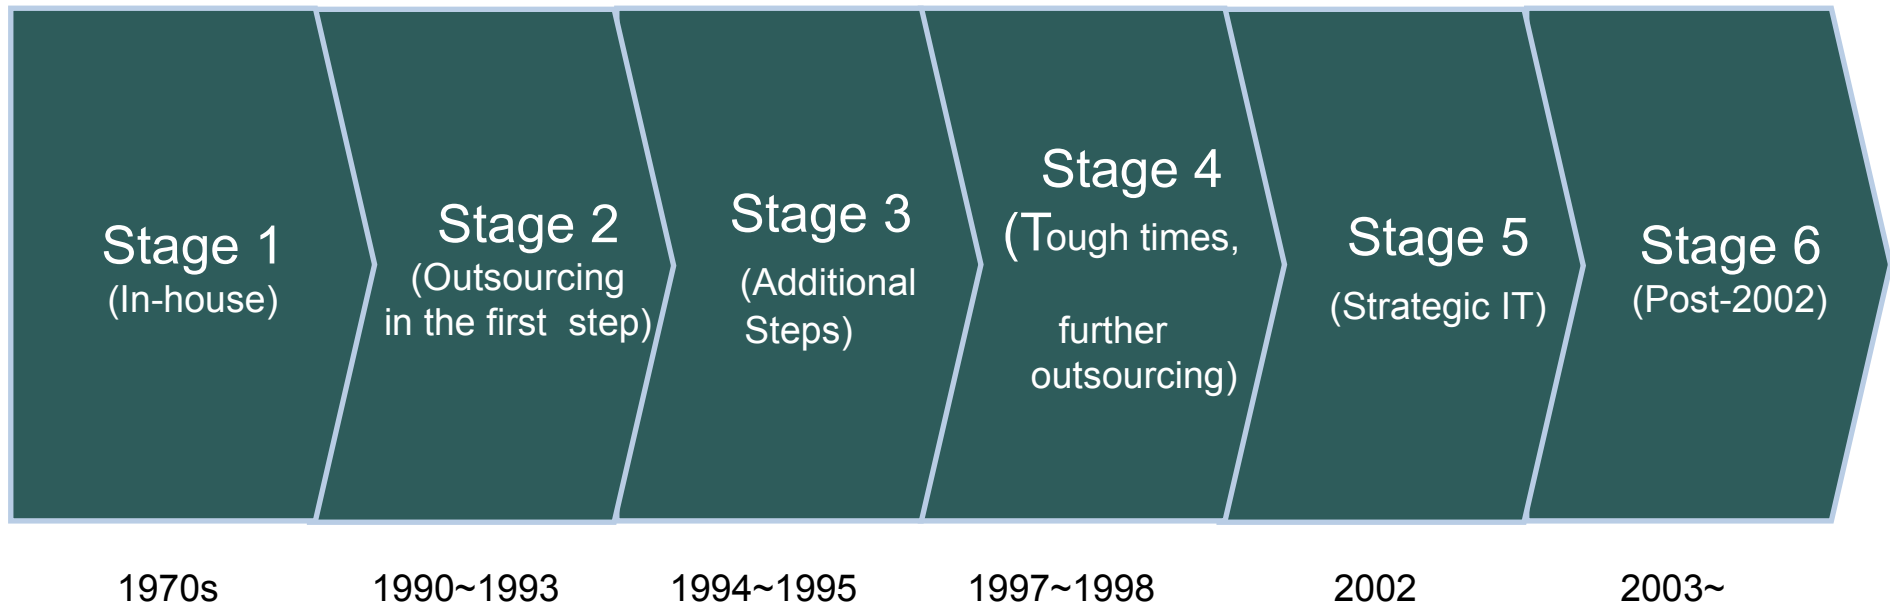 Stage 1
(In-house)
Stage 2
(Outsourcing
in the first  step)
Stage 3
(Additional
Steps)
Stage 4
(Tough times,
further
outsourcing)
Stage 5
(Strategic IT)
Stage 6
(Post-2002)
1970s
1990~1993
1994~1995
1997~1998
2002
2003~